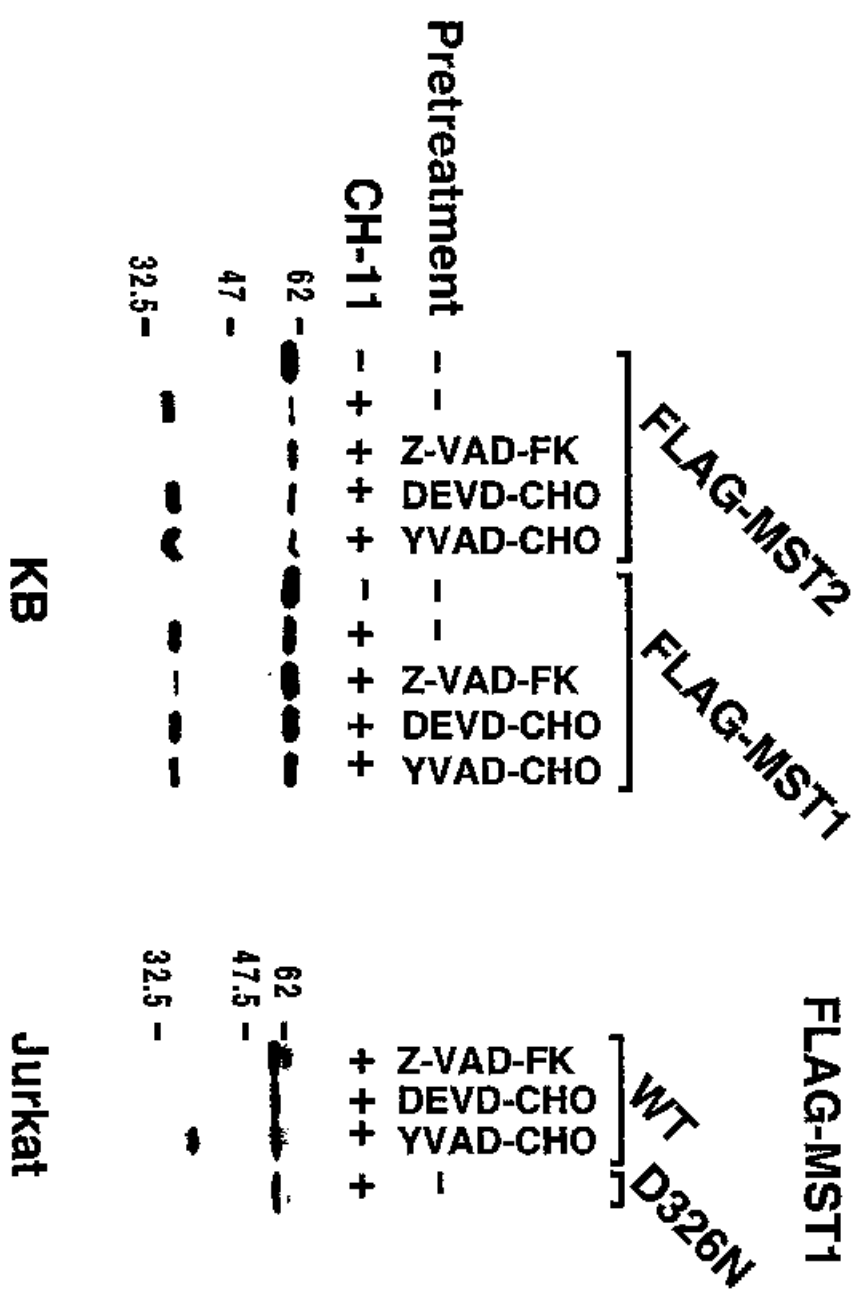 FLAG-MST2
FLAG-MST1
Pretreatment
-
-
Z-VAD-FK
DEVD-CHO
YVAD-CHO
-
-
Z-VAD-FK
DEVD-CHO
YVAD-CHO
CH-11
- + + + + - + + + +
62 -
47 -
32.5 -
KB
FLAG-MST1
WT
D326N
Z-VAD-FK
DEVD-CHO
YVAD-CHO
-
+ + + +
62 -
47.5 -
32.5 -
Jurkat